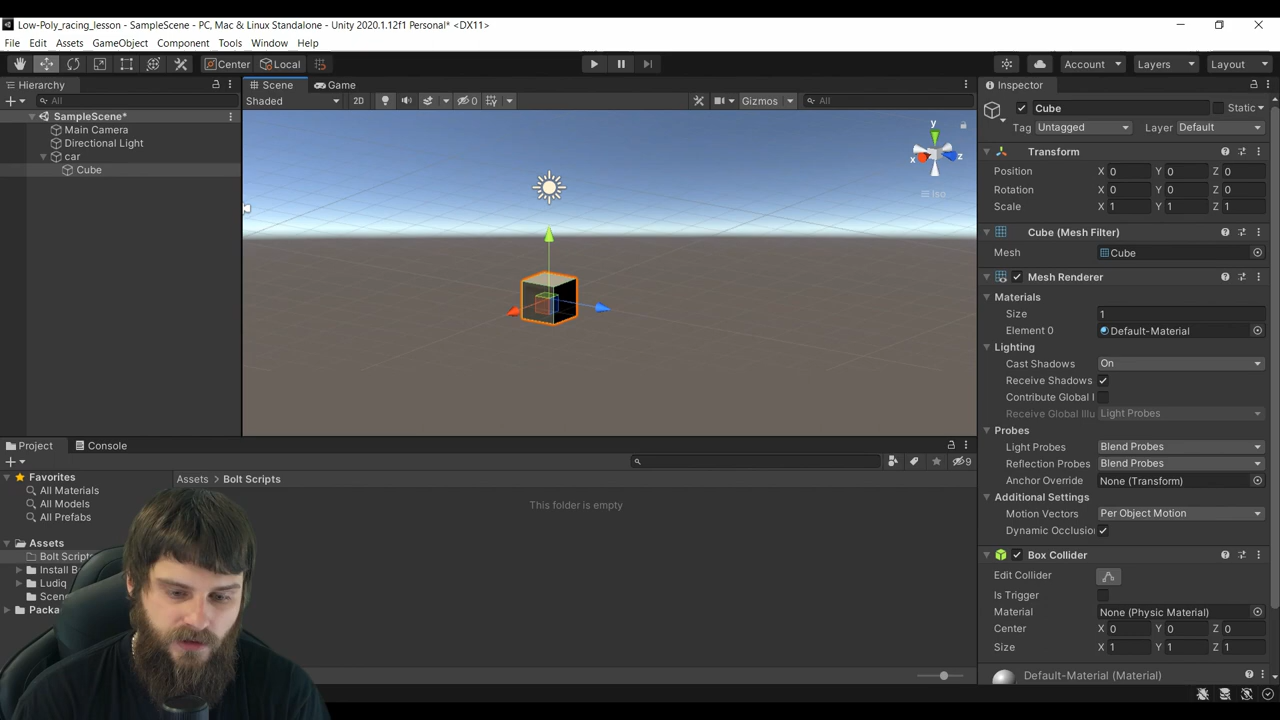 Low-Poly_racing_lesson - SampleScene - PC, Mac & Linux Standalone - Unity 2020.1.12f1 Personal* <DX11>
File Edit Assets GameObject Component Tools Window Help
Center Local Account Layers Layout
Hierarchy
All
SampleScene*
Main Camera
Directional Light
car
Cube
Scene Game
Shaded 2D 0 Gizmos All
y
x z
Iso
Inspector
Cube Static
Tag Untagged Layer Default
Transform
Position X 0 Y 0 Z 0
Rotation X 0 Y 0 Z 0
Scale X 1 Y 1 Z 1
Cube (Mesh Filter)
Mesh Cube
Mesh Renderer
Materials
Size 1
Element 0 Default-Material
Lighting
Cast Shadows On
Receive Shadows
Contribute Global I
Receive Global Illu Light Probes
Probes
Light Probes Blend Probes
Reflection Probes Blend Probes
Anchor Override None (Transform)
Additional Settings
Motion Vectors Per Object Motion
Dynamic Occlusion
Box Collider
Edit Collider
Is Trigger
Material None (Physic Material)
Center X 0 Y 0 Z 0
Size X 1 Y 1 Z 1
Default-Material (Material)
Project Console
9
Favorites
All Materials
All Models
All Prefabs
Assets
Bolt Scripts
Install B
Ludiq
Scen
Packa
Assets > Bolt Scripts
This folder is empty